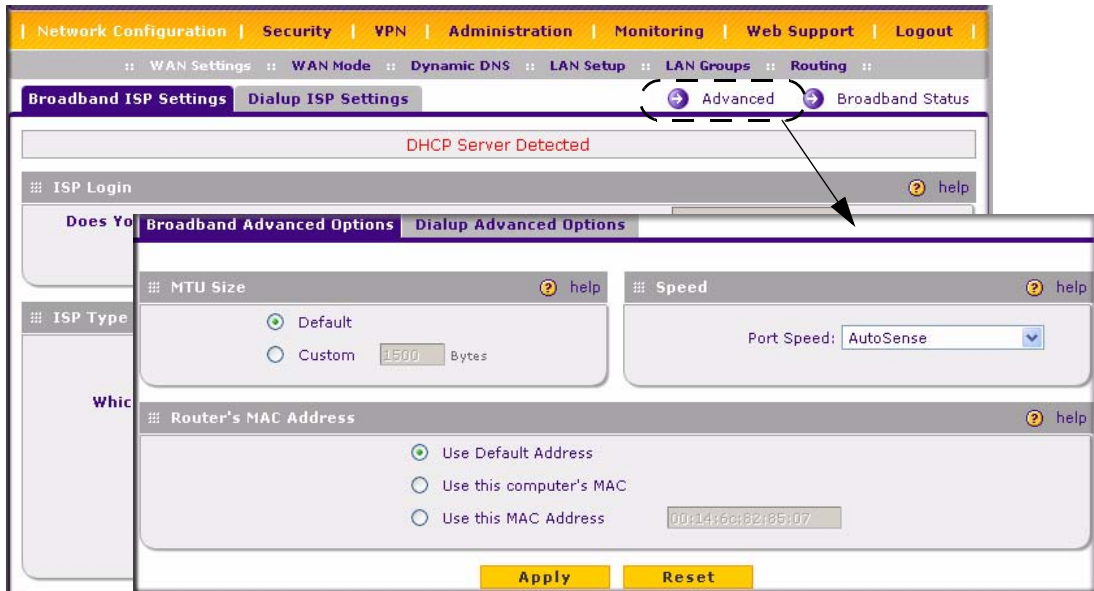 | Network Configuration | Security | VPN | Administration | Monitoring | Web Support | Logout |
:: WAN Settings :: WAN Mode :: Dynamic DNS :: LAN Setup :: LAN Groups :: Routing ::
Broadband ISP Settings Dialup ISP Settings Advanced Broadband Status
DHCP Server Detected
ISP Login ? help
Does Yo
Broadband Advanced Options Dialup Advanced Options
MTU Size ? help
Default
Custom 1500 Bytes
Speed ? help
Port Speed: AutoSense
ISP Type
Whic
Router's MAC Address ? help
Use Default Address
Use this computer's MAC
Use this MAC Address 00:14:6c:82:85:07
Apply Reset